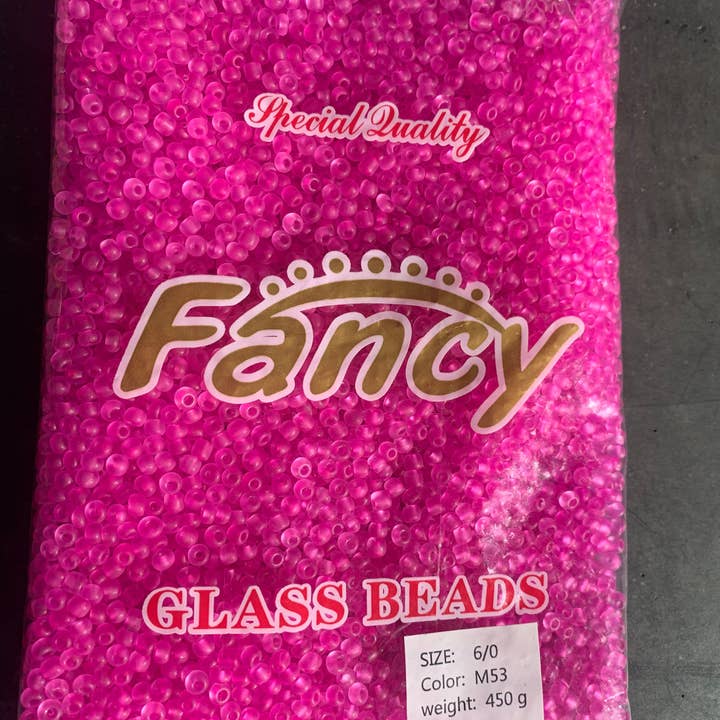 Special Quality
Fancy
GLASS BEADS
SIZE: 6/0
Color: M53
weight: 450 g